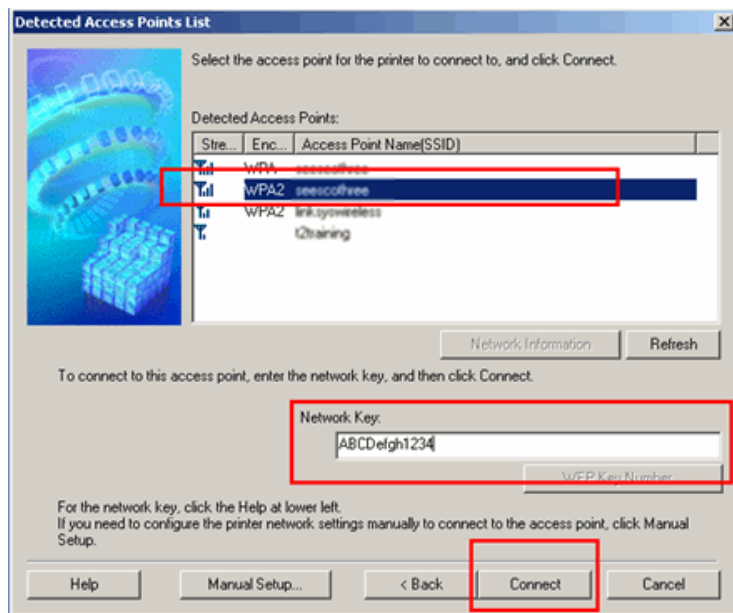 Detected Access Points List
Select the access point for the printer to connect to, and click Connect.
Detected Access Points:
Stre... Enc... Access Point Name(SSID)
WPA
WPA2 seescothree
WPA2 linksyswireless
t2training
Network Information Refresh
To connect to this access point, enter the network key, and then click Connect.
Network Key:
ABCDefgh1234
WEP Key Number
For the network key, click the Help at lower left.
If you need to configure the printer network settings manually to connect to the access point, click Manual
Setup.
Help Manual Setup... < Back Connect Cancel